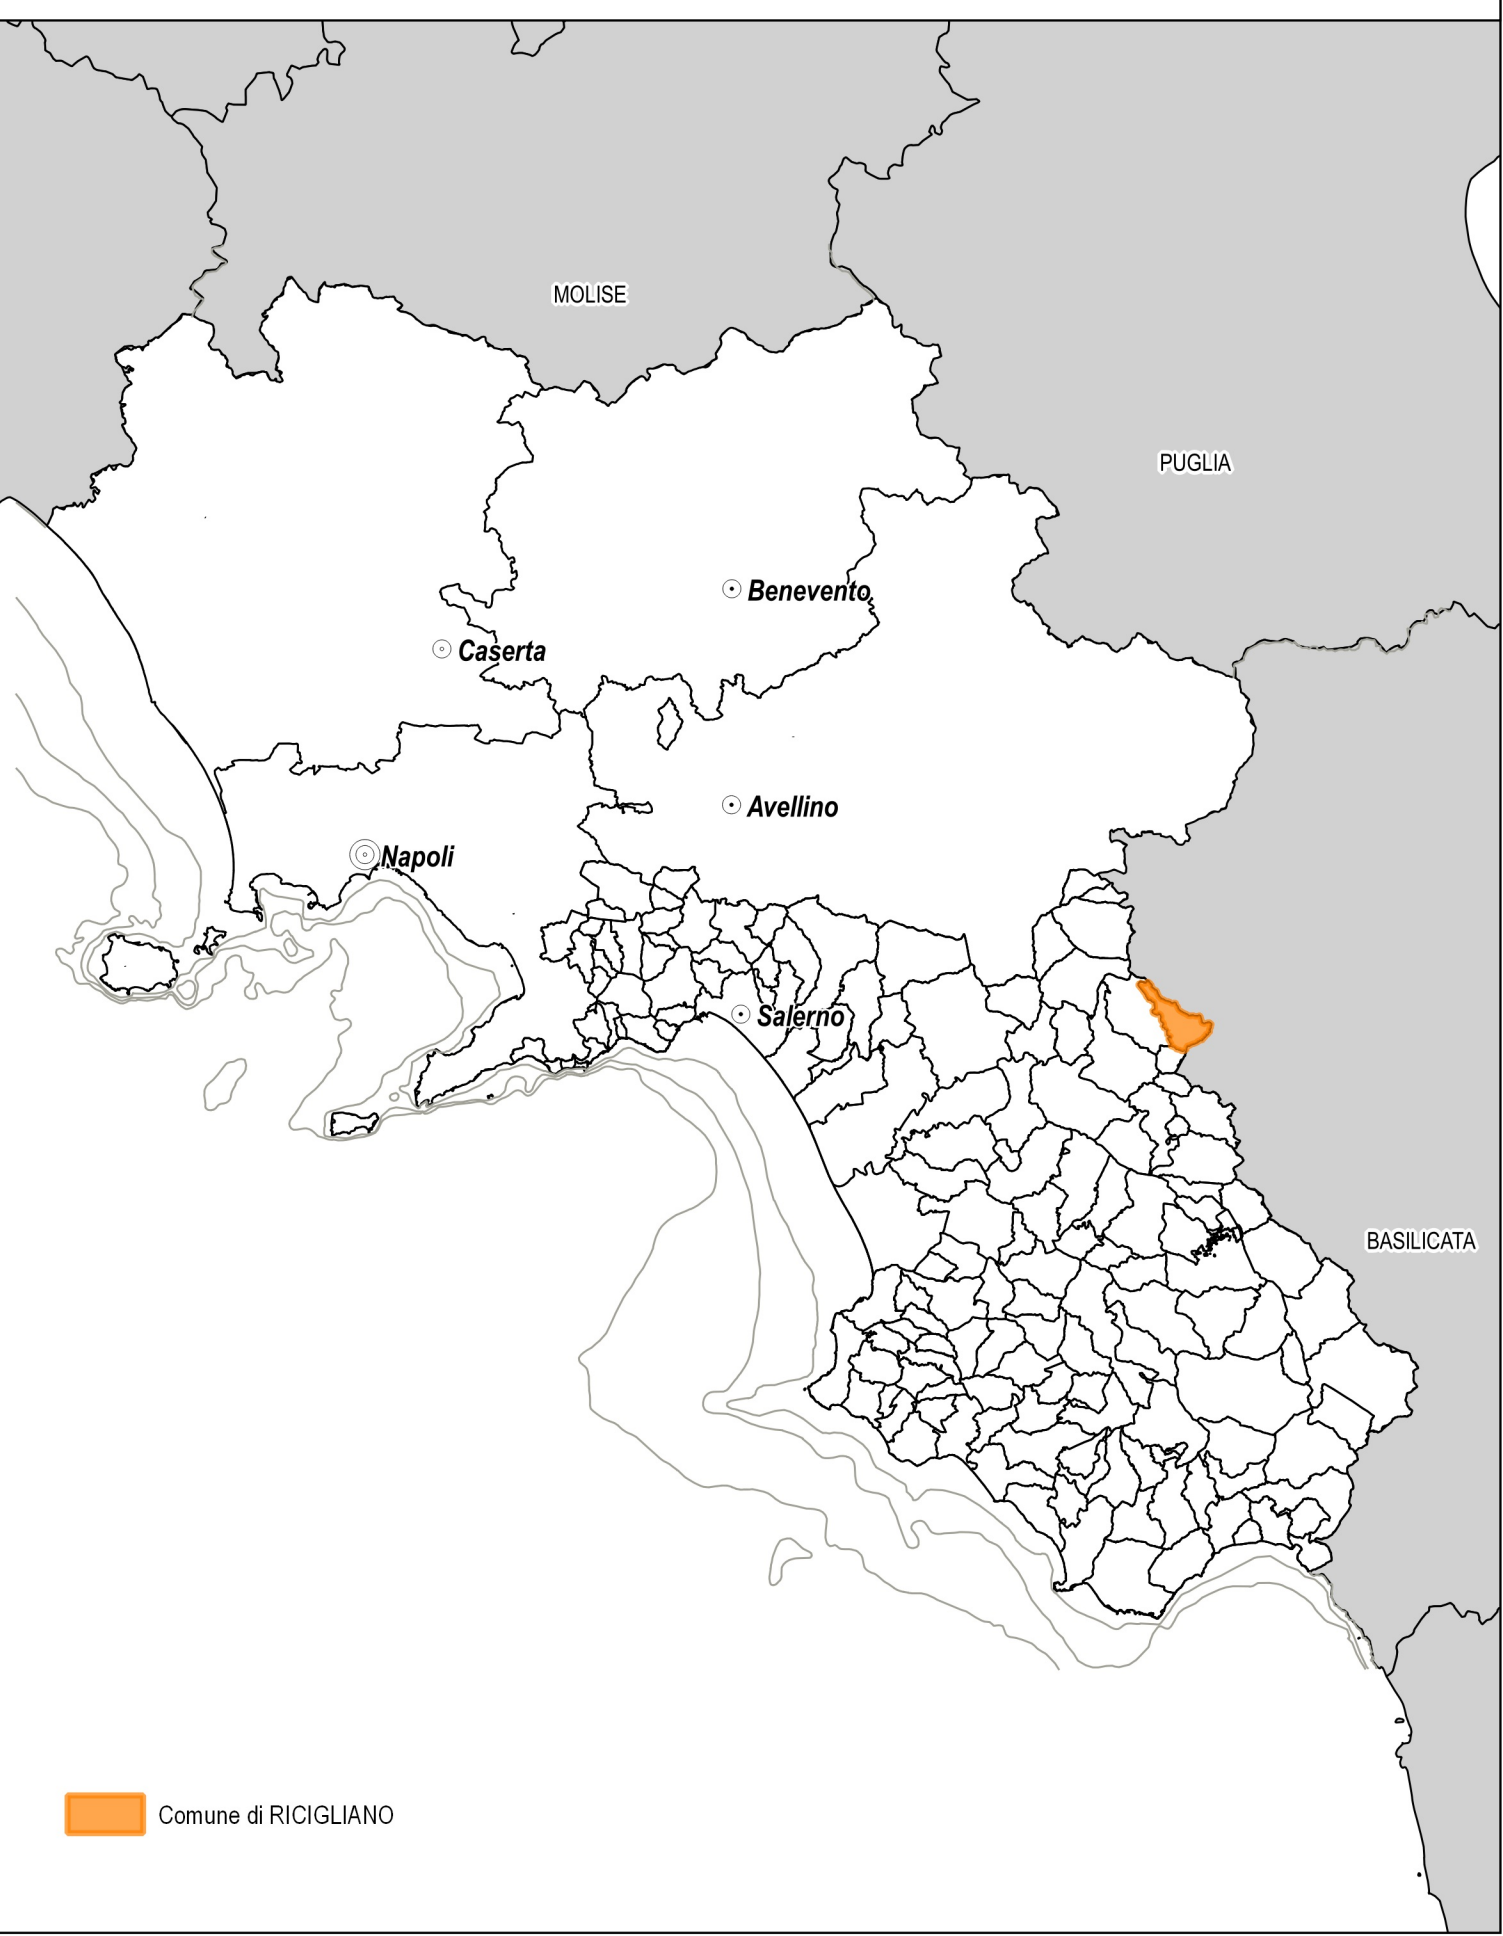 MOLISE
PUGLIA
Benevento
Caserta
Avellino
Napoli
Salerno
BASILICATA
Comune di RICIGLIANO